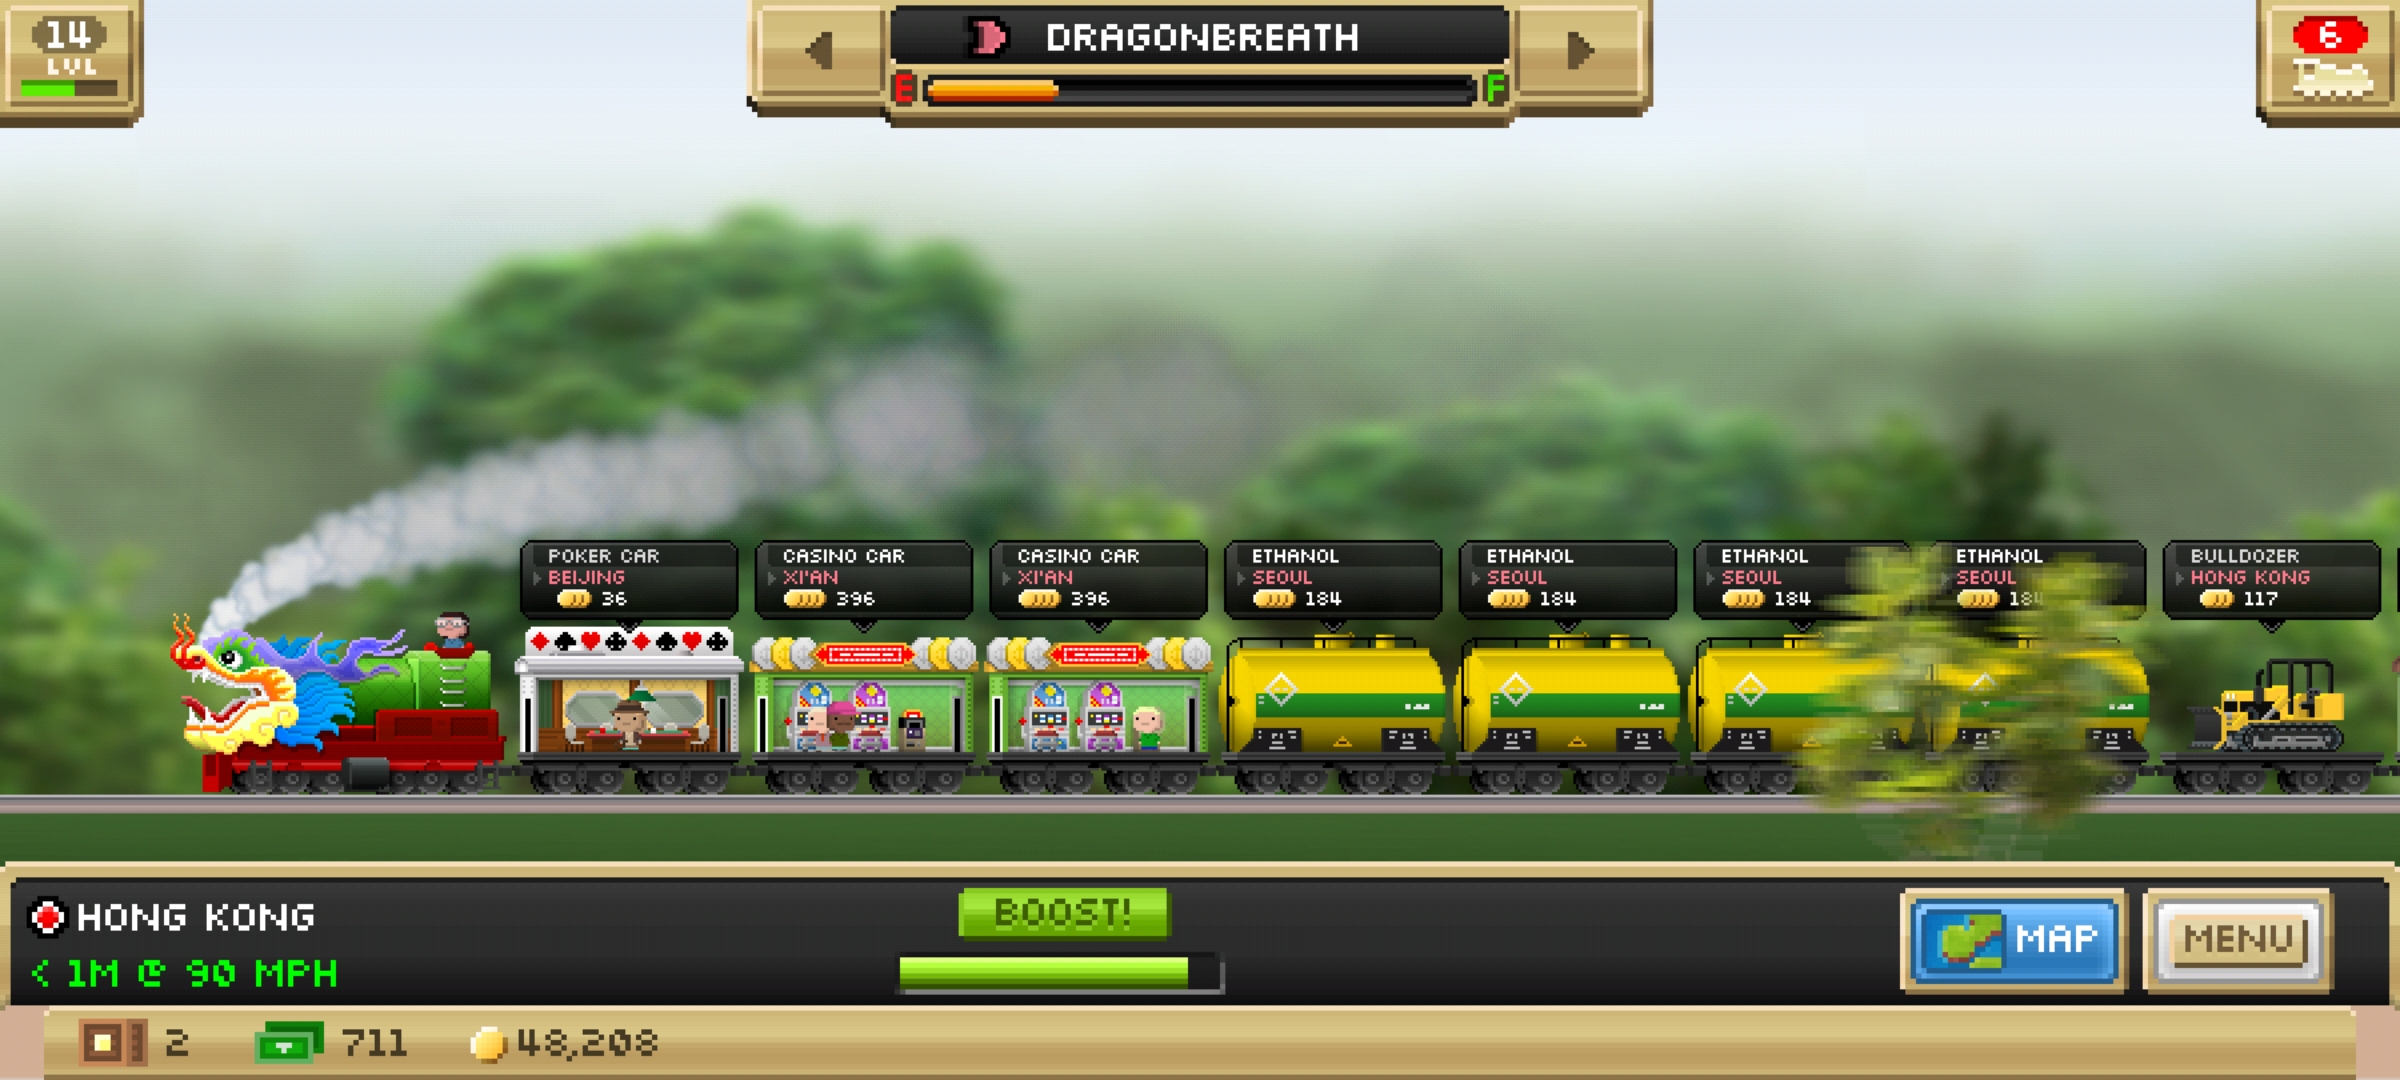 14
LVL
DRAGONBREATH
E F
6
POKER CAR
BEIJING
36
CASINO CAR
XI'AN
396
CASINO CAR
XI'AN
396
ETHANOL
SEOUL
184
ETHANOL
SEOUL
184
ETHANOL
SEOUL
184
ETHANOL
SEOUL
184
BULLDOZER
HONG KONG
117
HONG KONG
< 1M @ 90 MPH
BOOST!
MAP
MENU
2
711
48,208